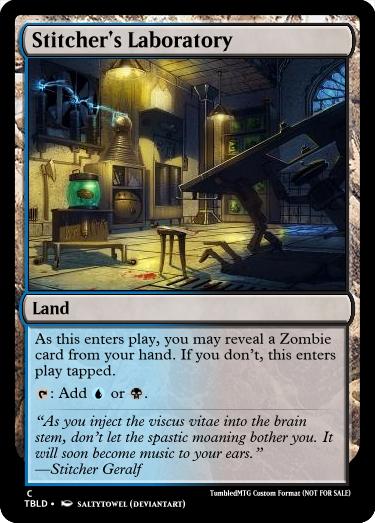 Stitcher's Laboratory
Land
As this enters play, you may reveal a Zombie
card from your hand. If you don't, this enters
play tapped.
: Add or .
“As you inject the viscus vitae into the brain
stem, don't let the spastic moaning bother you. It
will soon become music to your ears.”
—Stitcher Geralf
C
TBLD • SALTYTOWEL (DEVIANTART)
TumbledMTG Custom Format (NOT FOR SALE)